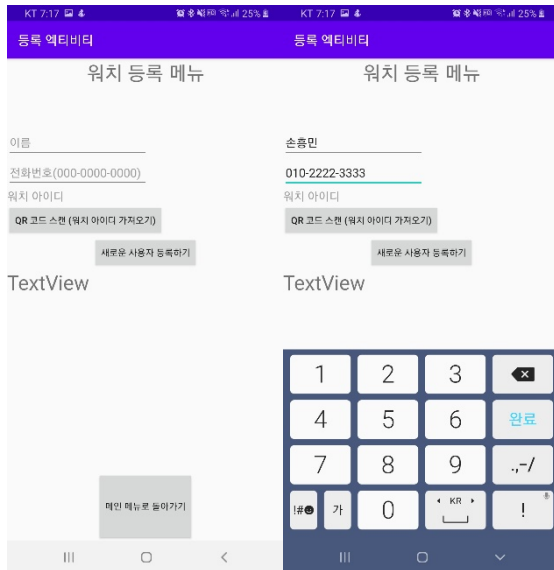 KT 7:17
25%
등록 엑티비티
워치 등록 메뉴
이름
전화번호(000-0000-0000)
워치 아이디
QR 코드 스캔 (워치 아이디 가져오기)
새로운 사용자 등록하기
TextView
메인 메뉴로 돌아가기
KT 7:17
25%
등록 엑티비티
워치 등록 메뉴
손흥민
010-2222-3333
워치 아이디
QR 코드 스캔 (워치 아이디 가져오기)
새로운 사용자 등록하기
TextView
1 2 3
4 5 6 완료
7 8 9 .,-/
!#☻ 가 0 KR !